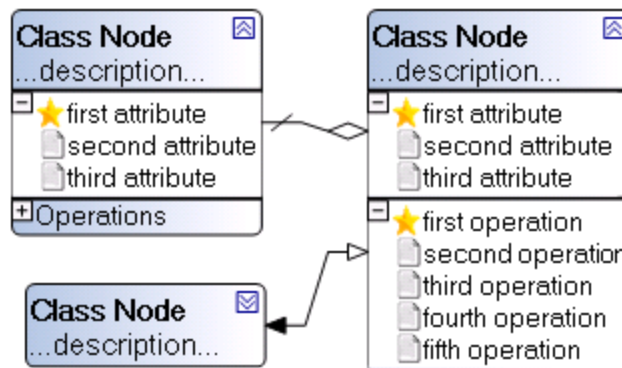 Class Node
...description...
first attribute
second attribute
third attribute
Operations
Class Node
...description...
first attribute
second attribute
third attribute
first operation
second operation
third operation
fourth operation
fifth operation
Class Node
...description...